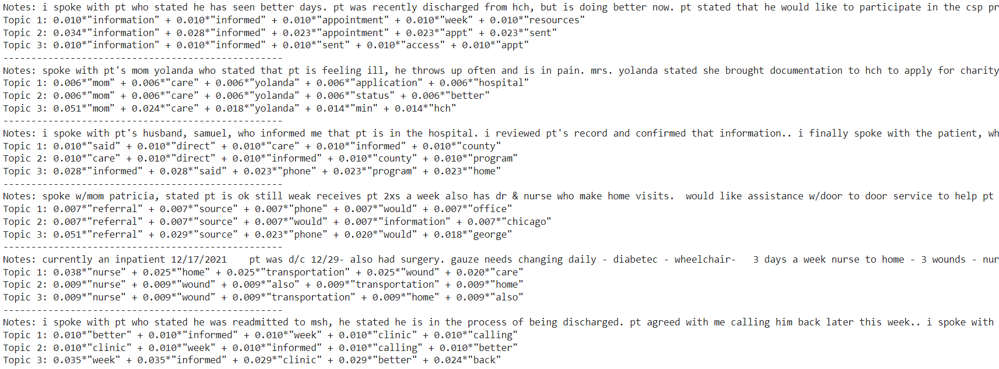 Notes: i spoke with pt who stated he has seen better days. pt was recently discharged from hch, but is doing better now. pt stated that he would like to participate in the csp pr
Topic 1: 0.010*"information" + 0.010*"informed" + 0.010*"appointment" + 0.010*"week" + 0.010*"resources"
Topic 2: 0.034*"information" + 0.028*"informed" + 0.023*"appointment" + 0.023*"appt" + 0.023*"sent"
Topic 3: 0.010*"information" + 0.010*"informed" + 0.010*"sent" + 0.010*"access" + 0.010*"appt"
--------------------------------------------------
Notes: spoke with pt's mom yolanda who stated that pt is feeling ill, he throws up often and is in pain. mrs. yolanda stated she brought documentation to hch to apply for charity
Topic 1: 0.006*"mom" + 0.006*"care" + 0.006*"yolanda" + 0.006*"application" + 0.006*"hospital"
Topic 2: 0.006*"mom" + 0.006*"care" + 0.006*"yolanda" + 0.006*"status" + 0.006*"better"
Topic 3: 0.051*"mom" + 0.024*"care" + 0.018*"yolanda" + 0.014*"min" + 0.014*"hch"
--------------------------------------------------
Notes: i spoke with pt's husband, samuel, who informed me that pt is in the hospital. i reviewed pt's record and confirmed that information.. i finally spoke with the patient, wh
Topic 1: 0.010*"said" + 0.010*"direct" + 0.010*"care" + 0.010*"informed" + 0.010*"county"
Topic 2: 0.010*"care" + 0.010*"direct" + 0.010*"informed" + 0.010*"county" + 0.010*"program"
Topic 3: 0.028*"informed" + 0.028*"said" + 0.023*"phone" + 0.023*"program" + 0.023*"home"
--------------------------------------------------
Notes: spoke w/mom patricia, stated pt is ok still weak receives pt 2xs a week also has dr & nurse who make home visits.  would like assistance w/door to door service to help pt
Topic 1: 0.007*"referral" + 0.007*"source" + 0.007*"phone" + 0.007*"would" + 0.007*"office"
Topic 2: 0.007*"referral" + 0.007*"source" + 0.007*"would" + 0.007*"information" + 0.007*"chicago"
Topic 3: 0.051*"referral" + 0.029*"source" + 0.023*"phone" + 0.020*"would" + 0.018*"george"
--------------------------------------------------
Notes: currently an inpatient 12/17/2021    pt was d/c 12/29- also had surgery. gauze needs changing daily - diabetec - wheelchair-   3 days a week nurse to home - 3 wounds - nur
Topic 1: 0.038*"nurse" + 0.025*"home" + 0.025*"transportation" + 0.025*"wound" + 0.020*"care"
Topic 2: 0.009*"nurse" + 0.009*"wound" + 0.009*"also" + 0.009*"transportation" + 0.009*"home"
Topic 3: 0.009*"nurse" + 0.009*"wound" + 0.009*"transportation" + 0.009*"home" + 0.009*"also"
--------------------------------------------------
Notes: i spoke with pt who stated he was readmitted to msh, he stated he is in the process of being discharged. pt agreed with me calling him back later this week.. i spoke with
Topic 1: 0.010*"better" + 0.010*"informed" + 0.010*"week" + 0.010*"clinic" + 0.010*"calling"
Topic 2: 0.010*"clinic" + 0.010*"week" + 0.010*"informed" + 0.010*"calling" + 0.010*"better"
Topic 3: 0.035*"week" + 0.035*"informed" + 0.029*"clinic" + 0.029*"better" + 0.024*"back"